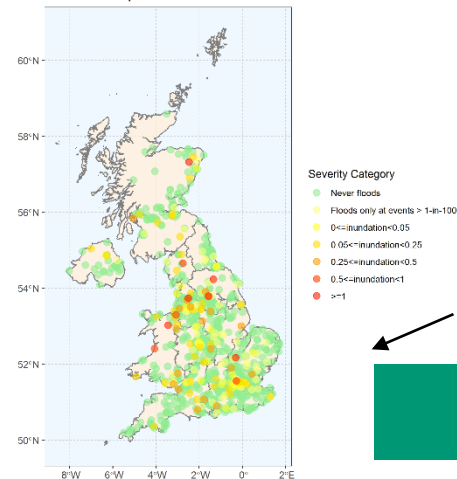 60°N
58°N
56°N
54°N
52°N
50°N
8°W 6°W 4°W 2°W 0° 2°E
Severity Category
Never floods
Floods only at events > 1-in-100
0<=inundation<0.05
0.05<=inundation<0.25
0.25<=inundation<0.5
0.5<=inundation<1
>=1